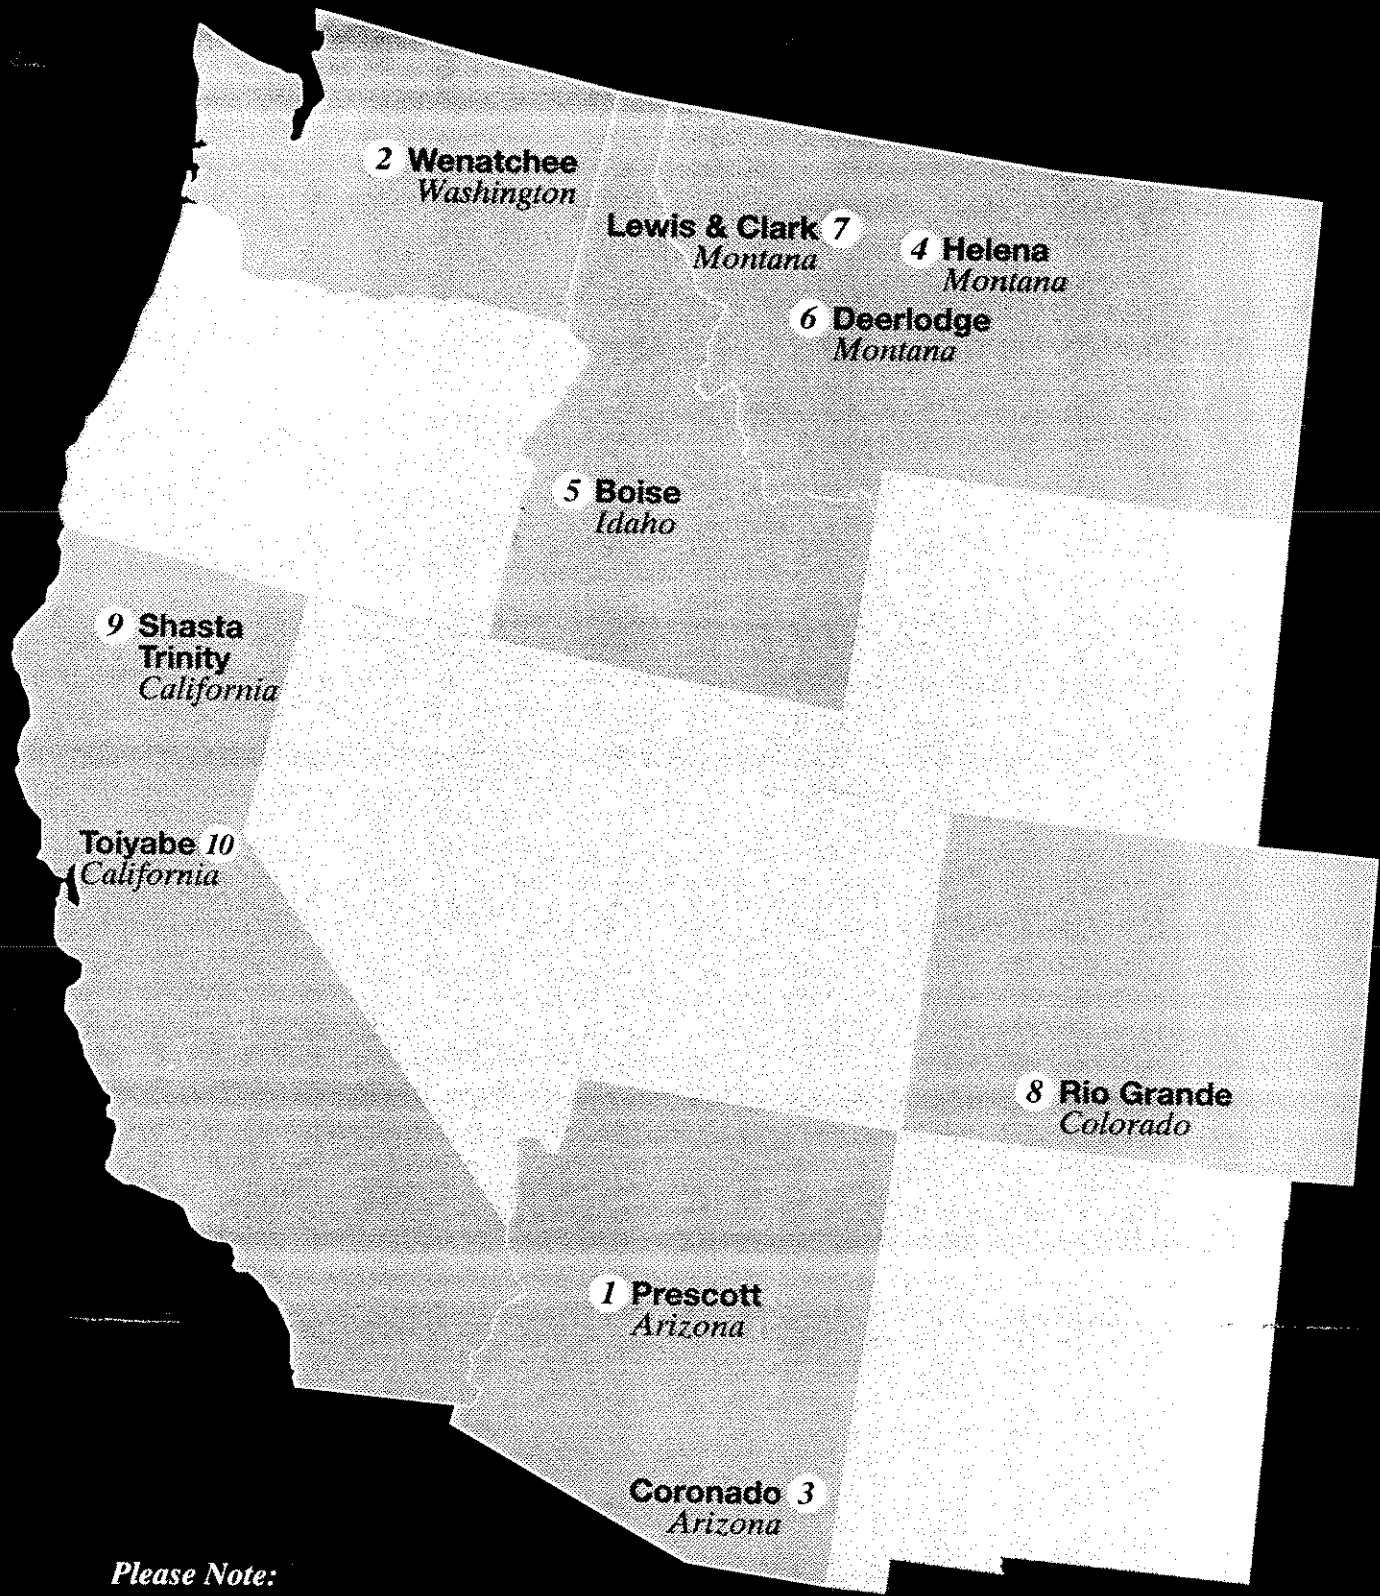 2 Wenatchee
Washington
Lewis & Clark 7
Montana
4 Helena
Montana
6 Deerlodge
Montana
5 Boise
Idaho
9 Shasta
Trinity
California
Toiyabe 10
California
8 Rio Grande
Colorado
1 Prescott
Arizona
Coronado 3
Arizona
Please Note: